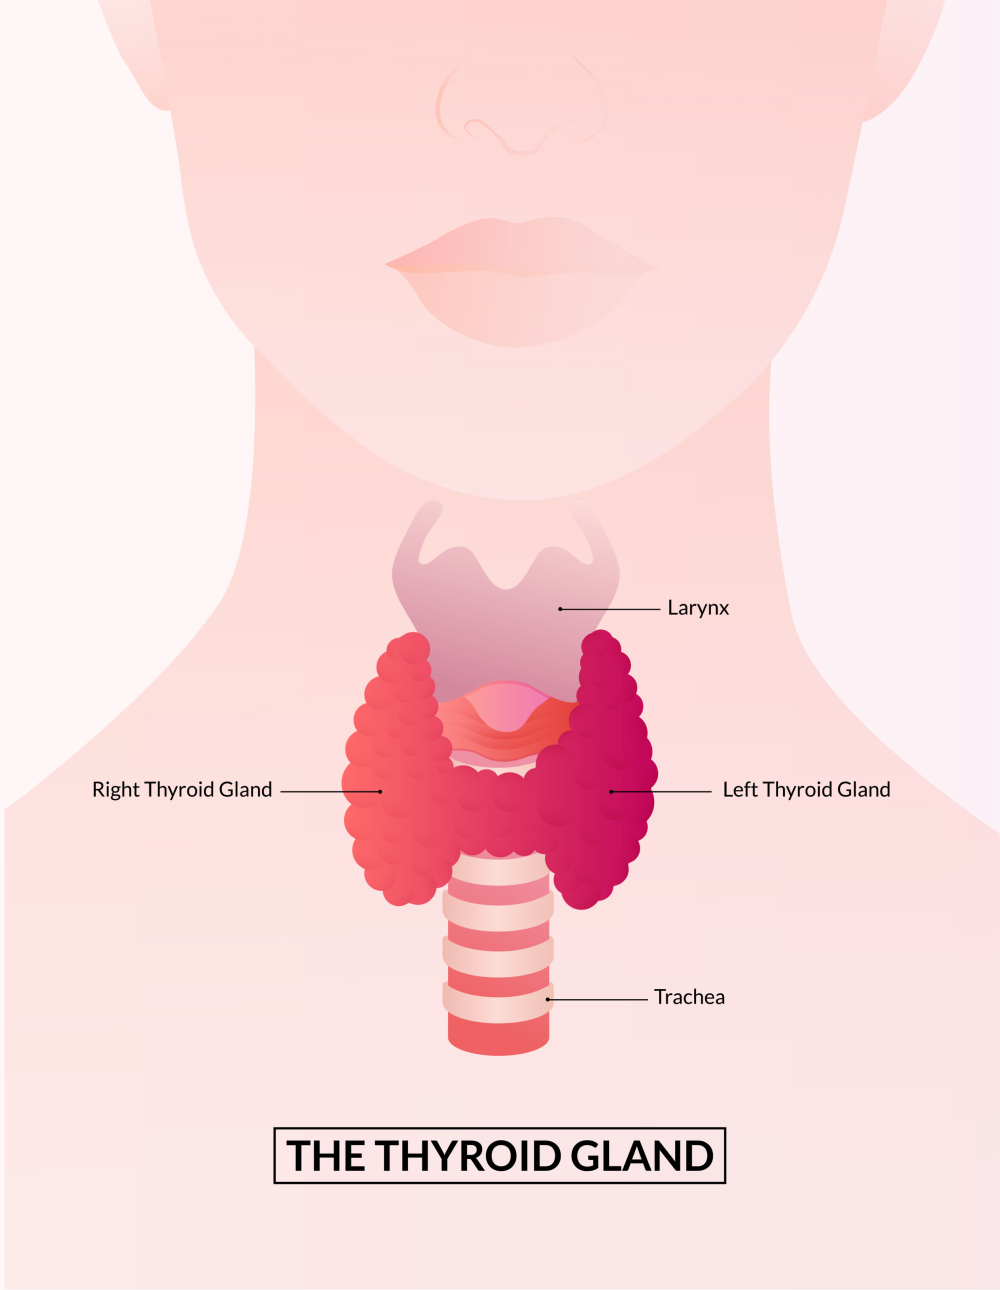 Larynx
Right Thyroid Gland
Left Thyroid Gland
Trachea
THE THYROID GLAND